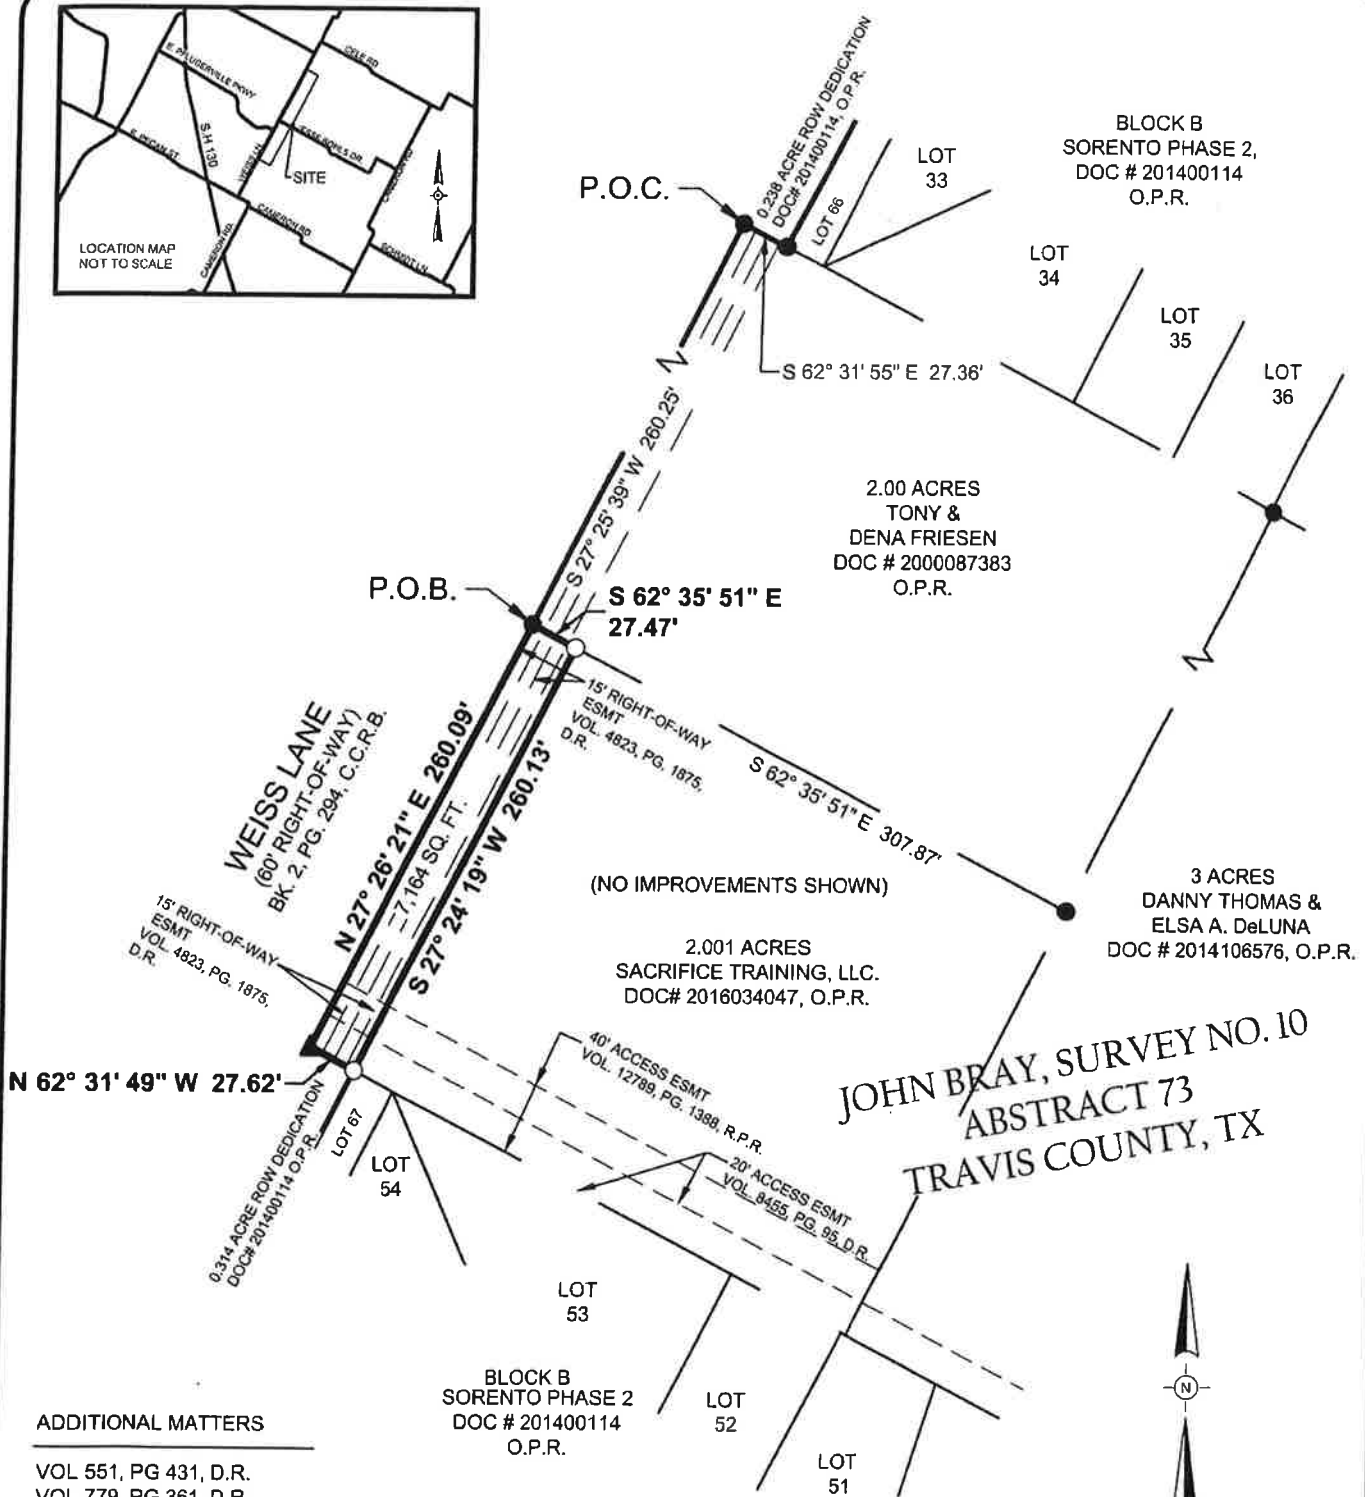 E. PFLUGERVILLE PKWY
CELE RD
S.H 130
E. PECAN ST.
WEISS LN
JESSE BOHLS DR.
SITE
CAMERON RD
CAMERON RD.
CAMERON RD.
SCHMIDT LN
LOCATION MAP
NOT TO SCALE
0.238 ACRE ROW DEDICATION
DOC# 201400114, O.P.R.
P.O.C.
LOT 66
LOT
33
BLOCK B
SORENTO PHASE 2,
DOC # 201400114
O.P.R.
LOT
34
LOT
35
LOT
36
S 62° 31' 55" E 27.36'
S 27° 25' 39" W 260.25'
2.00 ACRES
TONY &
DENA FRIESEN
DOC # 2000087383
O.P.R.
P.O.B.
S 62° 35' 51" E
27.47'
15' RIGHT-OF-WAY
ESMT
VOL. 4823, PG. 1875,
D.R.
S 62° 35' 51" E 307.87'
WEISS LANE
(60' RIGHT-OF-WAY)
BK. 2, PG. 294, C.C.R.B.
N 27° 26' 21" E 260.09'
7,164 SQ. FT.
S 27° 24' 19" W 260.13'
(NO IMPROVEMENTS SHOWN)
3 ACRES
DANNY THOMAS &
ELSA A. DeLUNA
DOC # 2014106576, O.P.R.
15' RIGHT-OF-WAY
ESMT
VOL. 4823, PG. 1875,
D.R.
2.001 ACRES
SACRIFICE TRAINING, LLC.
DOC# 2016034047, O.P.R.
JOHN BRAY, SURVEY NO. 10
ABSTRACT 73
TRAVIS COUNTY, TX
N 62° 31' 49" W 27.62'
40' ACCESS ESMT
VOL. 12789, PG. 1388, R.P.R.
20' ACCESS ESMT
VOL. 8455, PG. 95, D.R.
0.314 ACRE ROW DEDICATION
DOC# 201400114 O.P.R.
LOT 67
LOT
54
LOT
53
BLOCK B
SORENTO PHASE 2
DOC # 201400114
O.P.R.
LOT
52
LOT
51
N
ADDITIONAL MATTERS
VOL 551, PG 431, D.R.
VOL 779, PG 361, D.R.